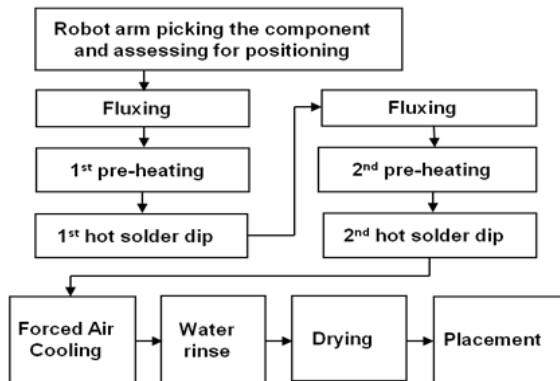 Robot arm picking the component
and assessing for positioning
Fluxing
1st pre-heating
1st hot solder dip
Fluxing
2nd pre-heating
2nd hot solder dip
Forced Air
Cooling
Water
rinse
Drying
Placement